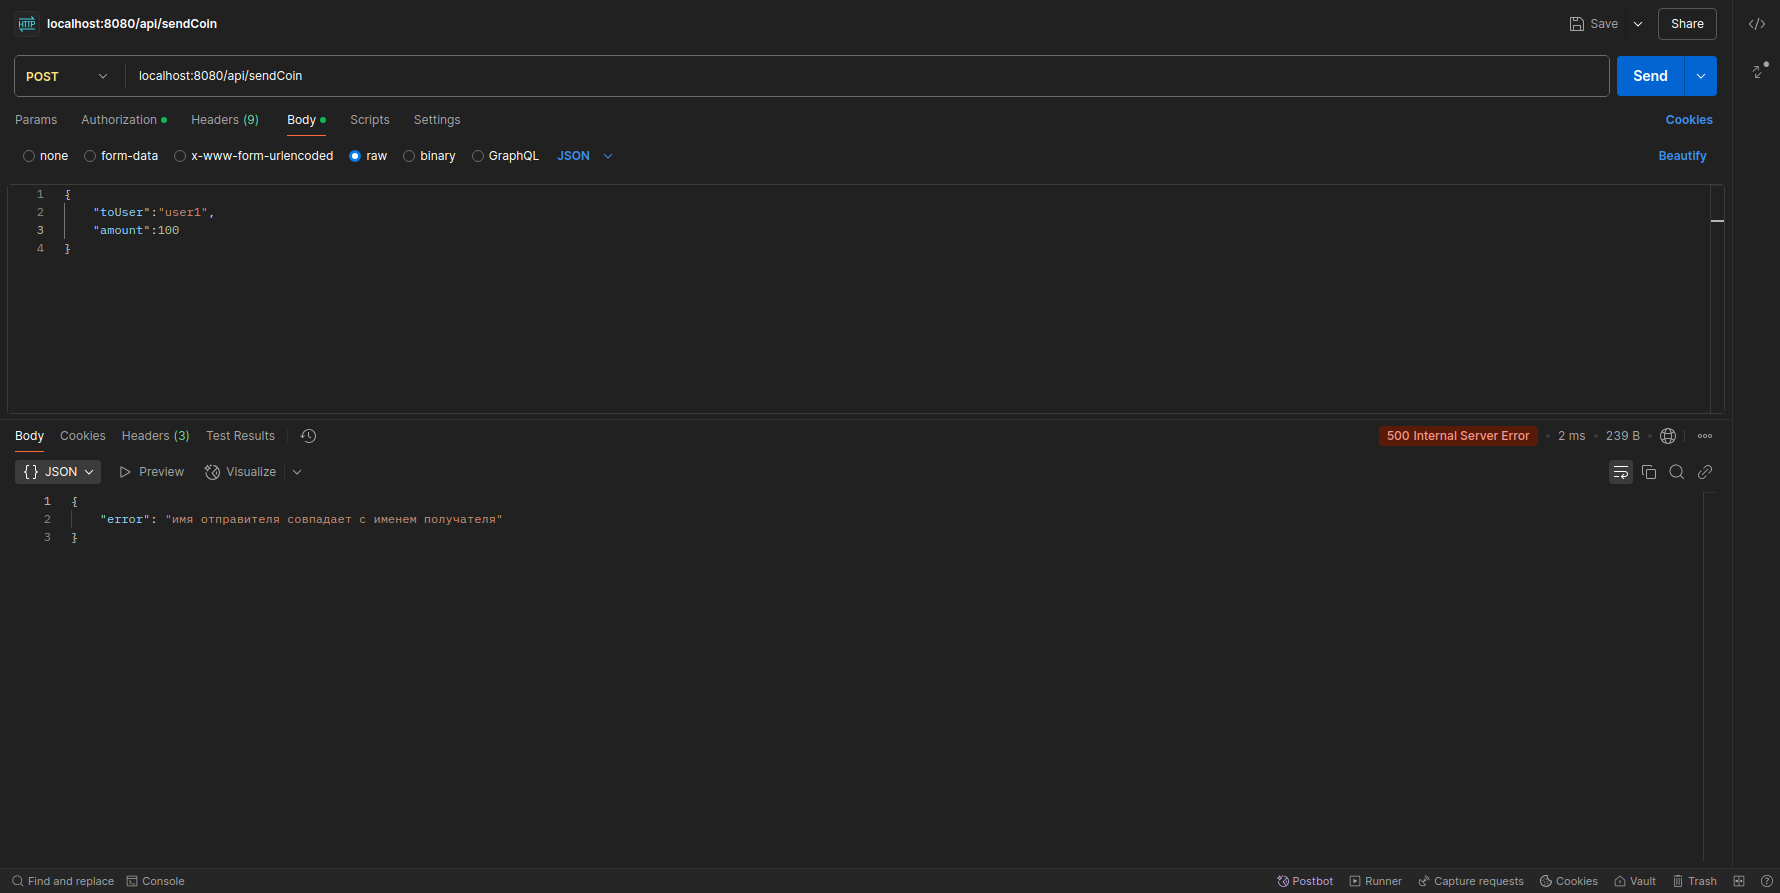 HTTP localhost:8080/api/sendCoin Save Share </>
POST localhost:8080/api/sendCoin Send
Params Authorization Headers (9) Body Scripts Settings Cookies
none form-data x-www-form-urlencoded raw binary GraphQL JSON Beautify
1 {
2 "toUser":"user1",
3 "amount":100
4 }
Body Cookies Headers (3) Test Results 500 Internal Server Error • 2 ms • 239 B •
{} JSON Preview Visualize
1 {
2 "error": "имя отправителя совпадает с именем получателя"
3 }
Find and replace Console Postbot Runner Capture requests Cookies Vault Trash